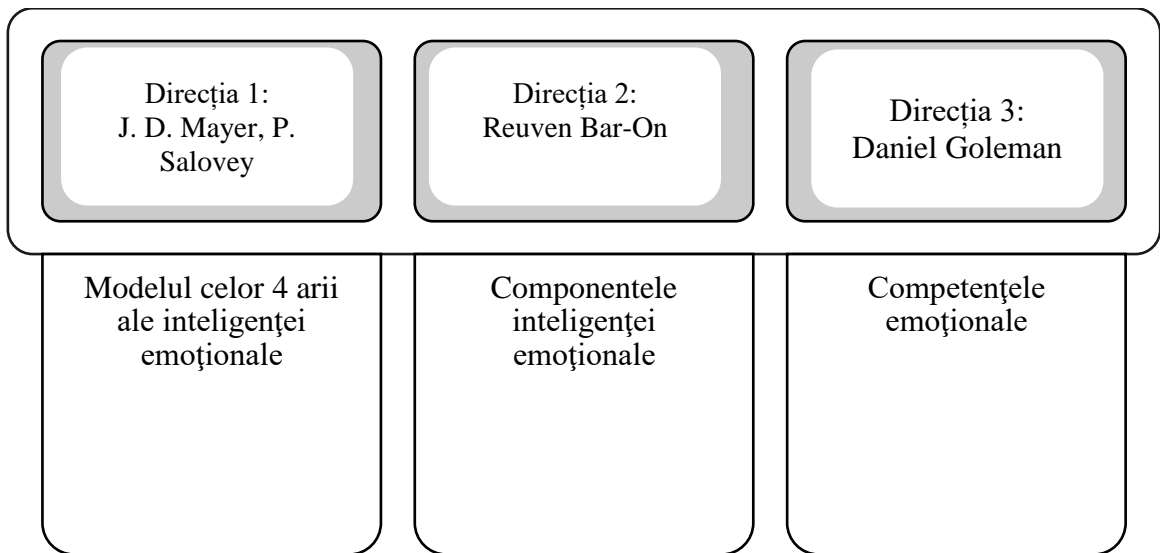 Direcția 1:
J. D. Mayer, P.
Salovey
Direcția 2:
Reuven Bar-On
Direcția 3:
Daniel Goleman
Modelul celor 4 arii
ale inteligenţei
emoţionale
Componentele
inteligenţei
emoţionale
Competenţele
emoţionale